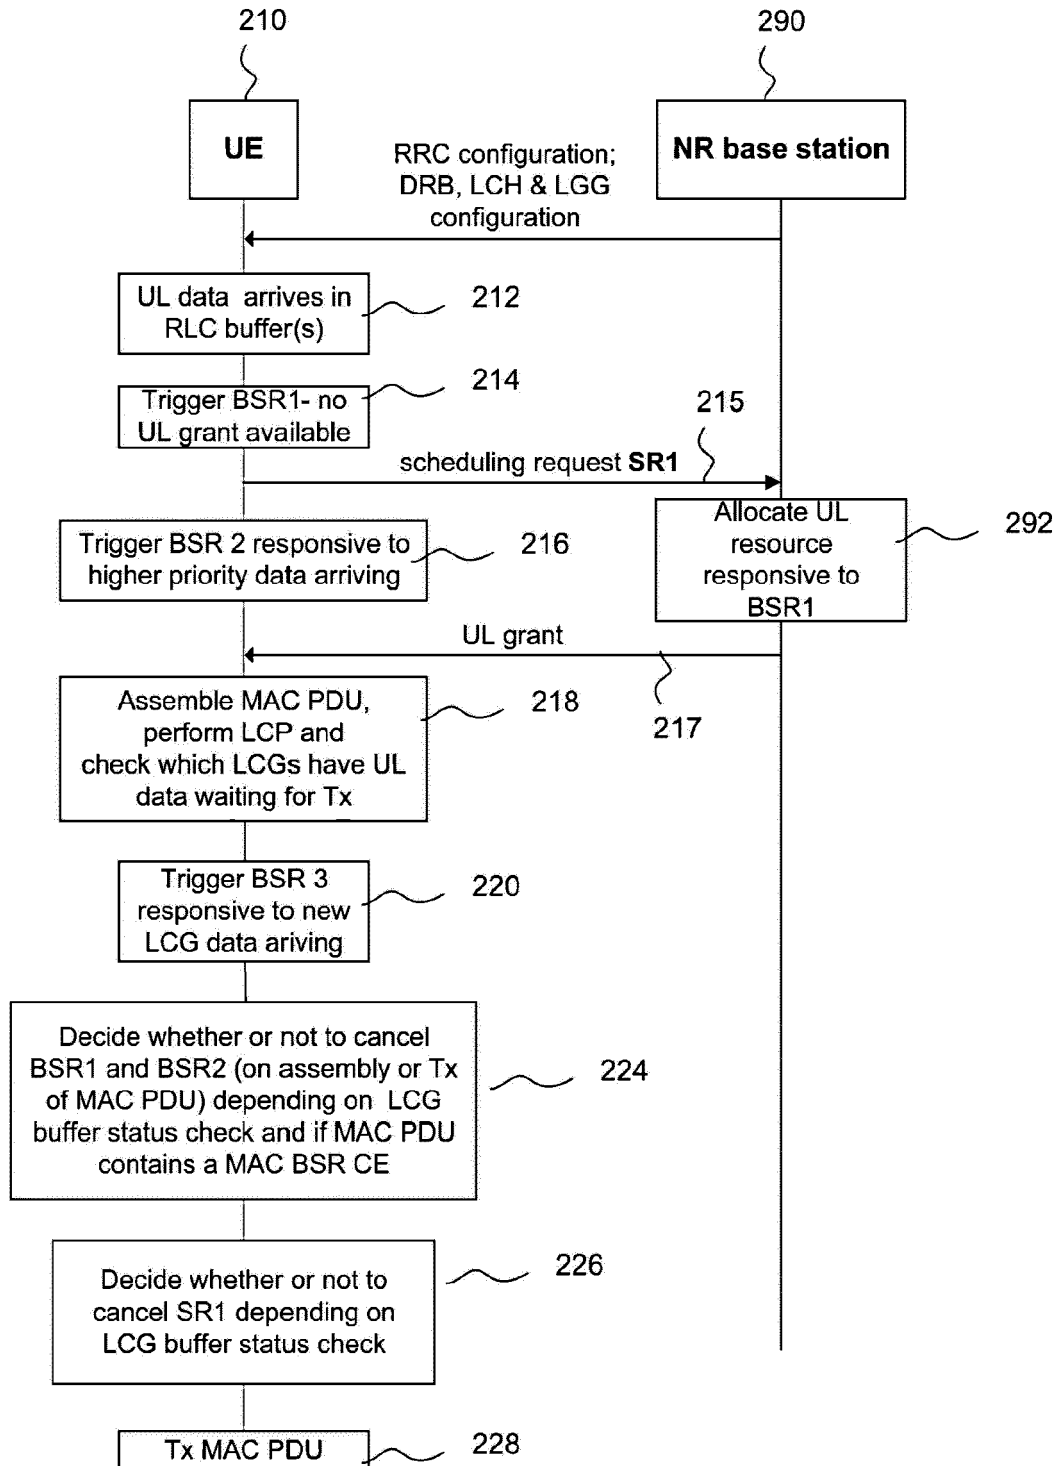 210
290
UE
NR base station
RRC configuration;
DRB, LCH & LGG
configuration
UL data arrives in
RLC buffer(s)
212
Trigger BSR1- no
UL grant available
214
215
scheduling request SR1
Trigger BSR 2 responsive to
higher priority data arriving
216
Allocate UL
resource
responsive to
BSR1
292
UL grant
217
Assemble MAC PDU,
perform LCP and
check which LCGs have UL
data waiting for Tx
218
Trigger BSR 3
responsive to new
LCG data ariving
220
Decide whether or not to cancel
BSR1 and BSR2 (on assembly or Tx
of MAC PDU) depending on LCG
buffer status check and if MAC PDU
contains a MAC BSR CE
224
Decide whether or not to
cancel SR1 depending on
LCG buffer status check
226
Tx MAC PDU
228